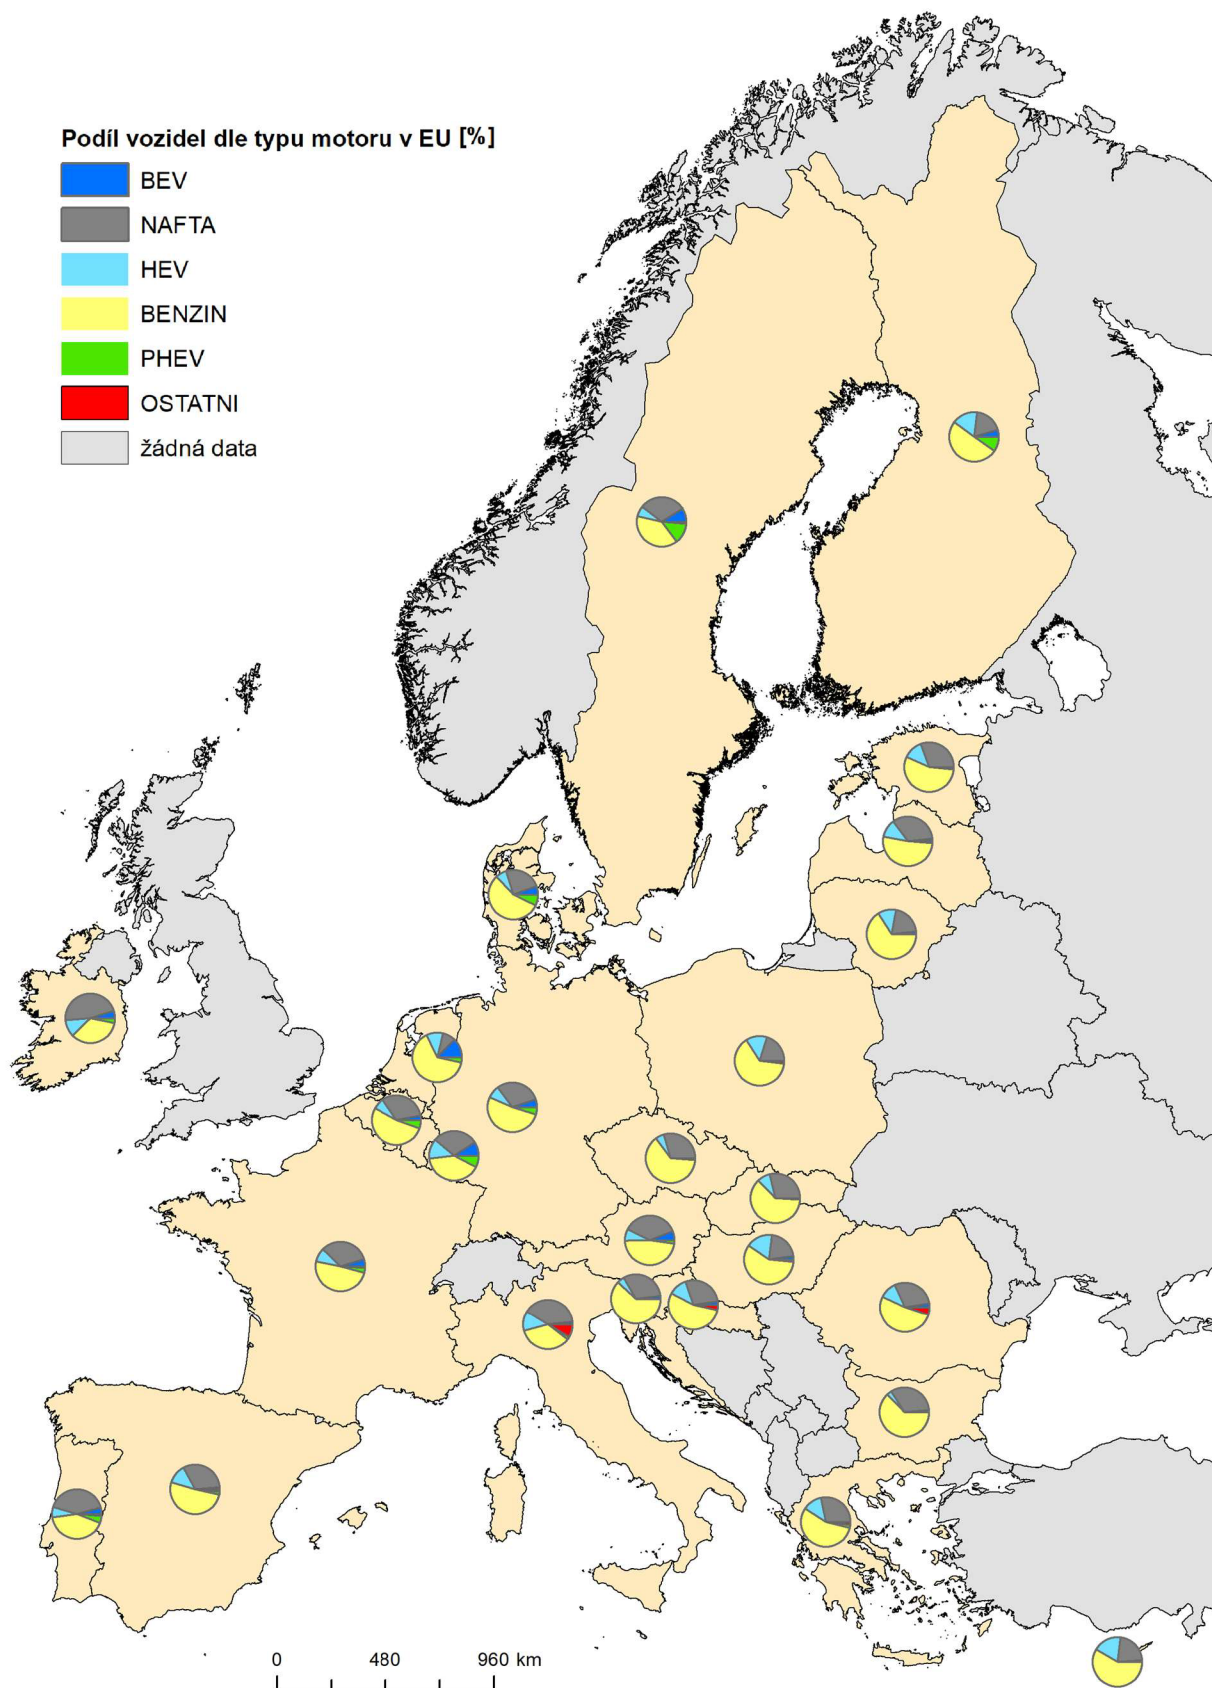 Podíl vozidel dle typu motoru v EU [%]
BEV
NAFTA
HEV
BENZIN
PHEV
OSTATNI
žádná data
0 480 960 km